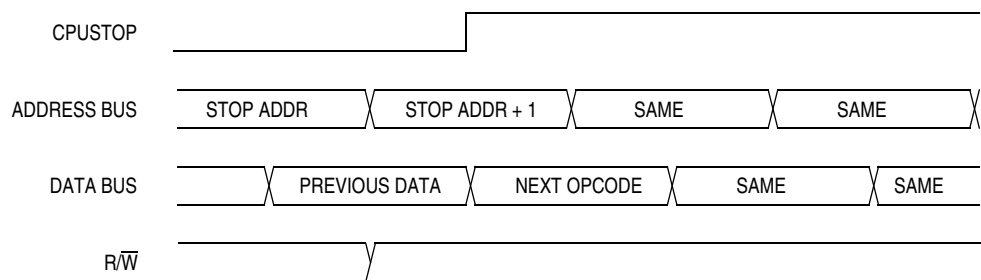 CPUSTOP
ADDRESS BUS STOP ADDR STOP ADDR + 1 SAME SAME
DATA BUS PREVIOUS DATA NEXT OPCODE SAME SAME
R/W̅